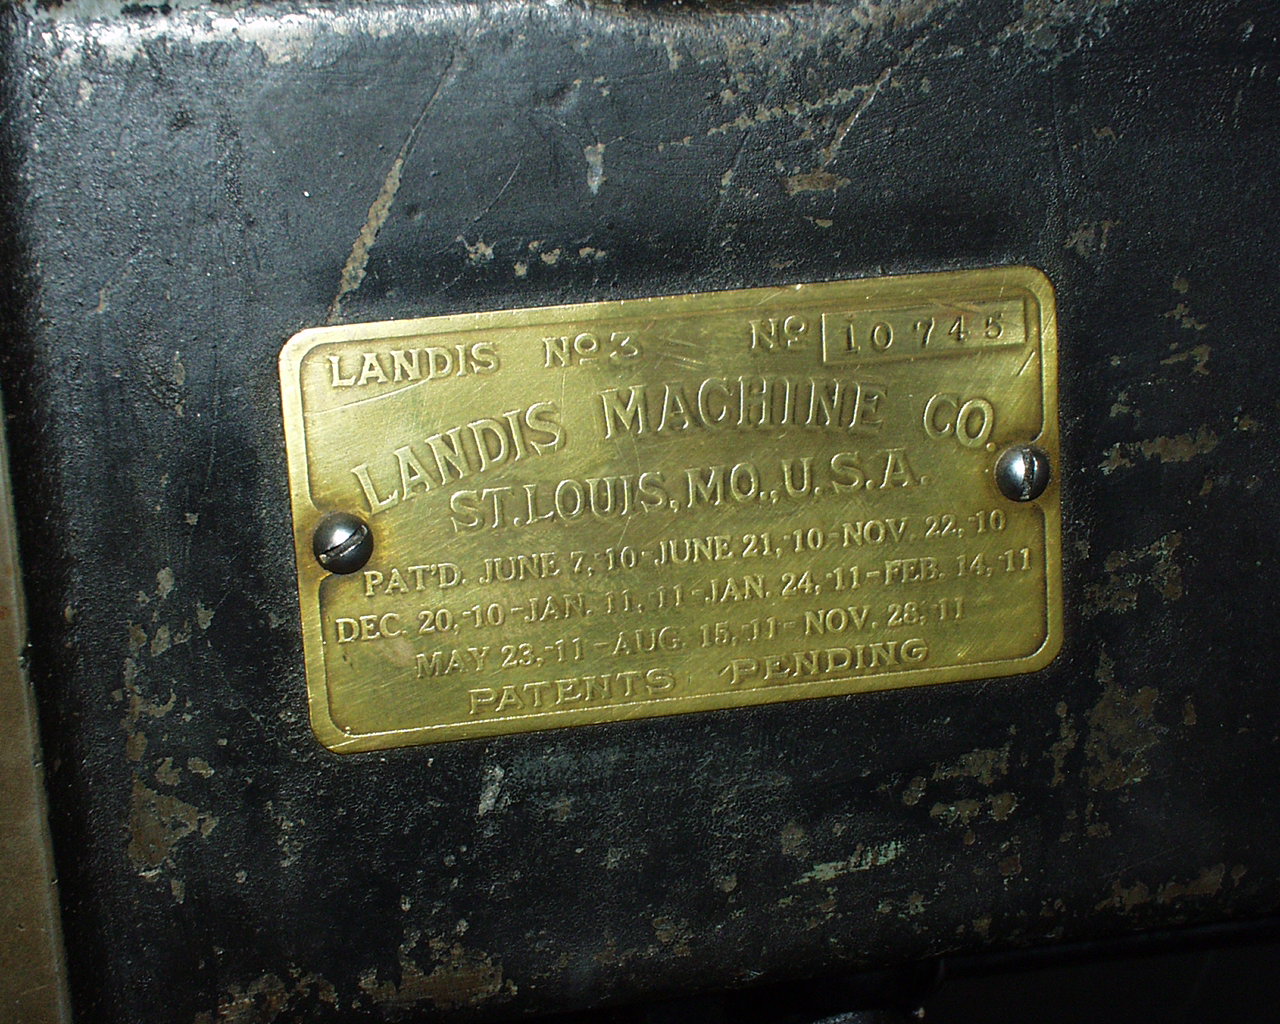 LANDIS Nº 3 Nº 10745
LANDIS MACHINE CO.
ST. LOUIS, MO., U.S.A.
PAT'D. JUNE 7,-10-JUNE 21,-10-NOV. 22,-10
DEC. 20,-10-JAN. 11,-11-JAN. 24,-11-FEB. 14,-11
MAY 23,-11-AUG. 15,-11-NOV. 28,-11
PATENTS PENDING